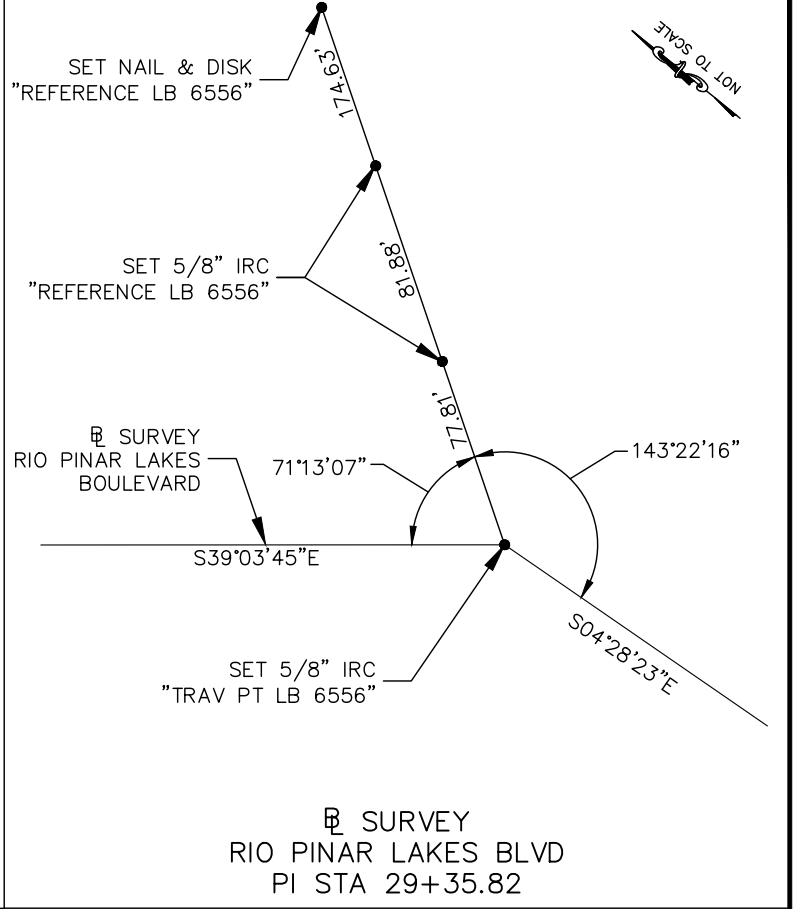 NOT TO SCALE
174.63'
SET NAIL & DISK
"REFERENCE LB 6556"
81.88'
SET 5/8" IRC
"REFERENCE LB 6556"
77.81'
BL SURVEY
RIO PINAR LAKES
BOULEVARD
71°13'07"
143°22'16"
S39°03'45"E
S04°28'23"E
SET 5/8" IRC
"TRAV PT LB 6556"
BL SURVEY
RIO PINAR LAKES BLVD
PI STA 29+35.82